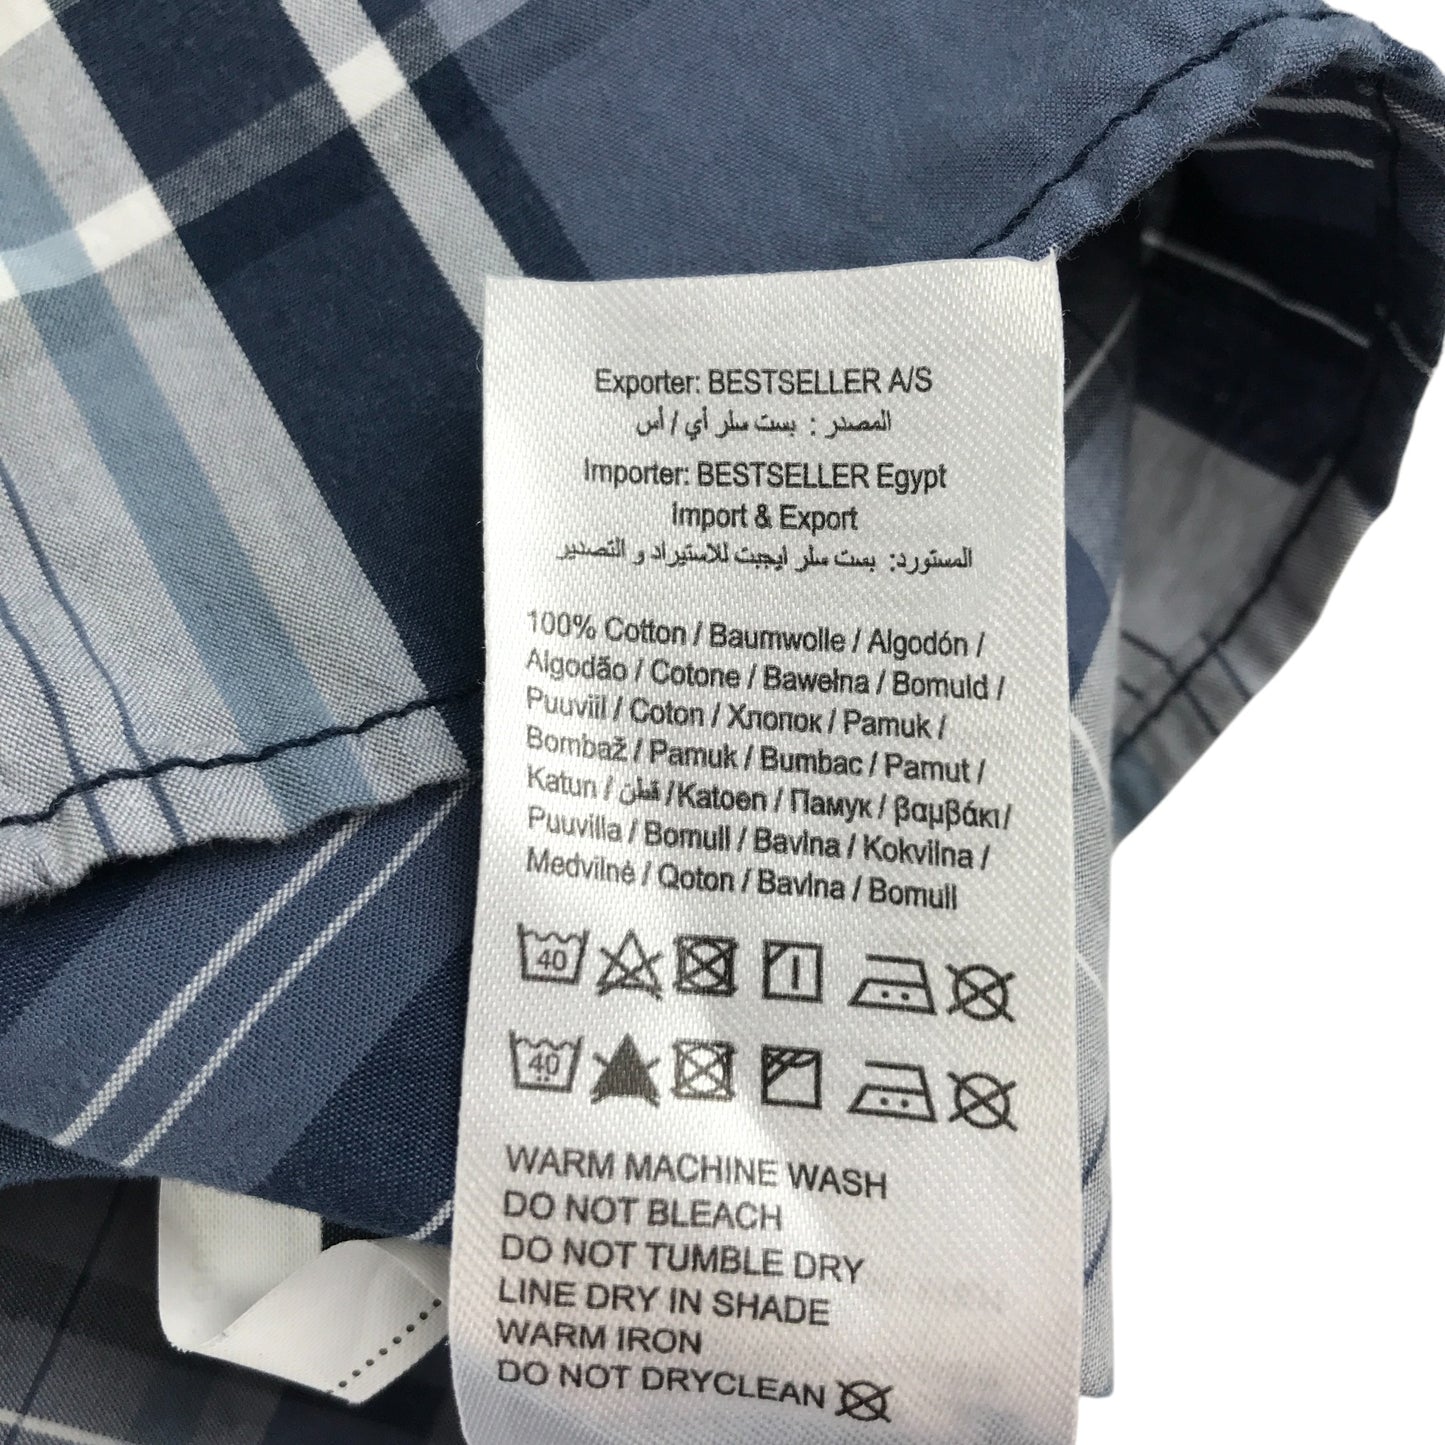 Exporter: BESTSELLER A/S
المصدر : بست سلر أي / أس
Importer: BESTSELLER Egypt
Import & Export
المستورد: بست سلر ايجبت للاستيراد و التصدير
100% Cotton / Baumwolle / Algodón /
Algodão / Cotone / Bawełna / Bomuld /
Puuviil / Coton / Хлопок / Pamuk /
Bombaž / Pamuk / Bumbac / Pamut /
Katun / قطن /Katoen / Памук / βαμβάκι/
Puuvilla / Bomull / Bavlna / Kokvilna /
Medvilnė / Qoton / Bavlna / Bomull
40
40
WARM MACHINE WASH
DO NOT BLEACH
DO NOT TUMBLE DRY
LINE DRY IN SHADE
WARM IRON
DO NOT DRYCLEAN